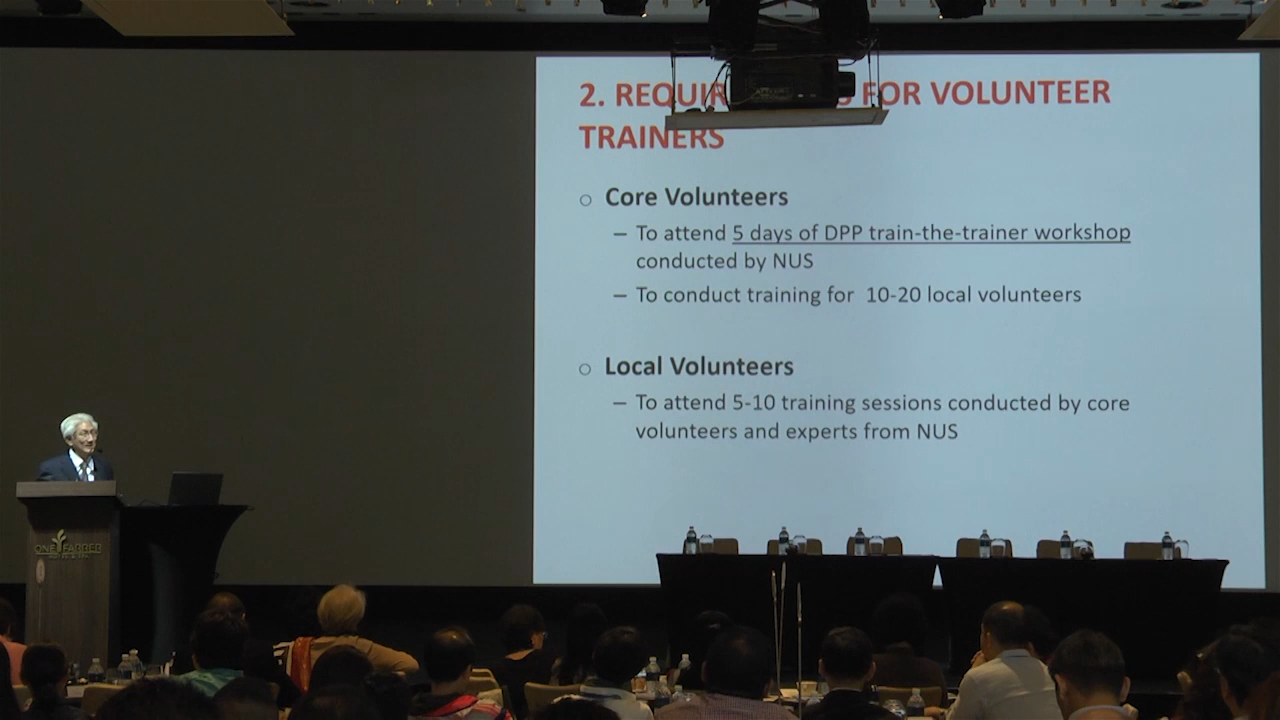 2. REQUIR S FOR VOLUNTEER
TRAINERS
Core Volunteers
– To attend 5 days of DPP train-the-trainer workshop
conducted by NUS
– To conduct training for 10-20 local volunteers
Local Volunteers
– To attend 5-10 training sessions conducted by core
volunteers and experts from NUS
ONE FARRER